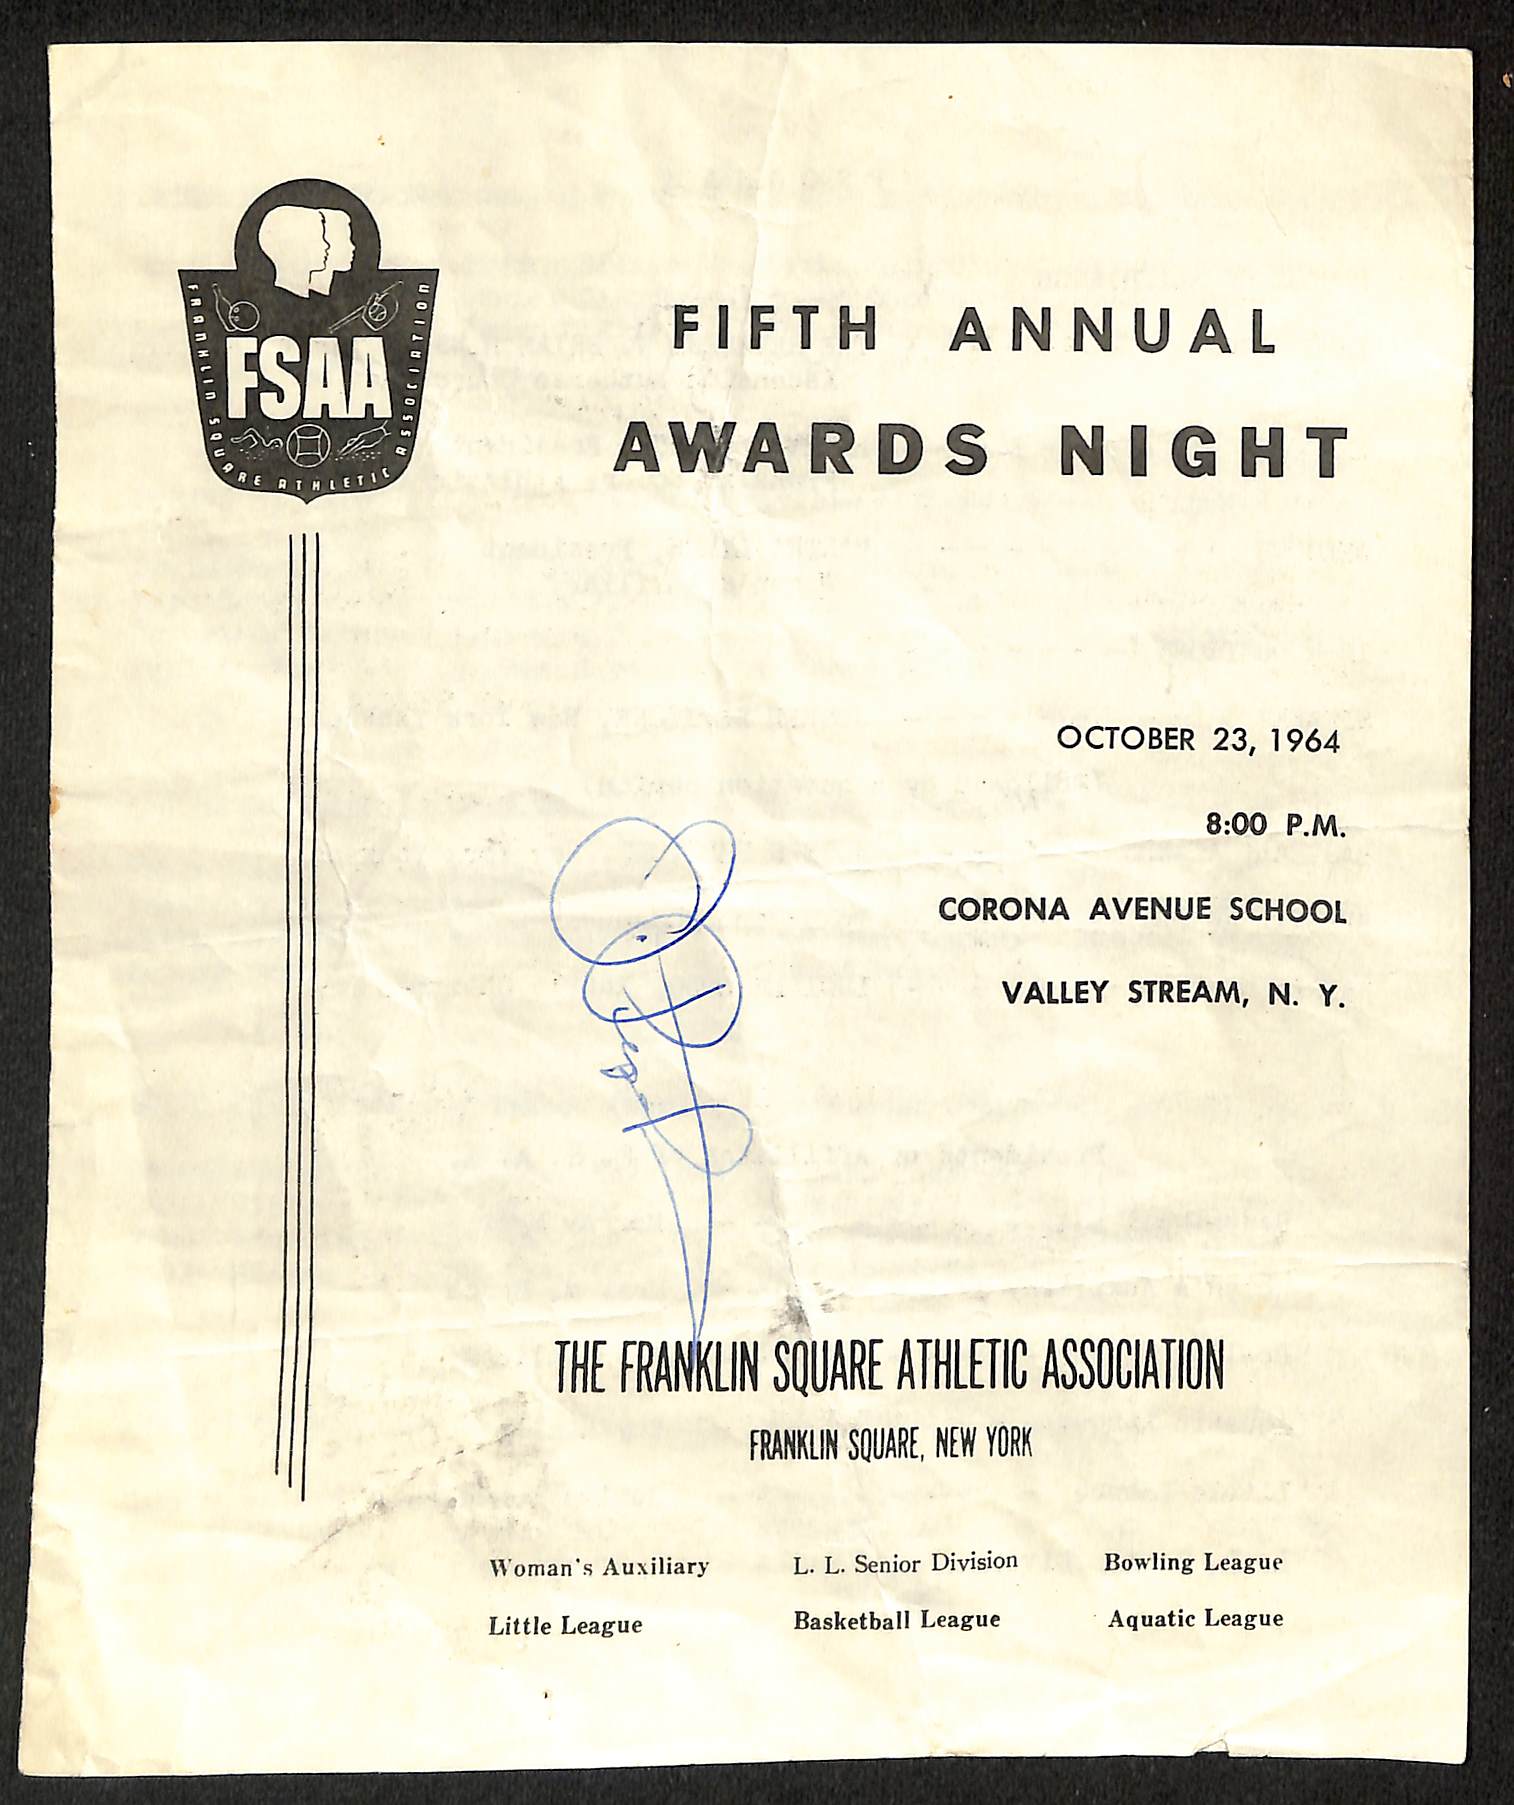 FSAA
FRANKLIN SQUARE ATHLETIC ASSOCIATION
FIFTH ANNUAL
AWARDS NIGHT
OCTOBER 23, 1964
8:00 P.M.
CORONA AVENUE SCHOOL
VALLEY STREAM, N. Y.
THE FRANKLIN SQUARE ATHLETIC ASSOCIATION
FRANKLIN SQUARE, NEW YORK
Woman's Auxiliary L. L. Senior Division Bowling League
Little League Basketball League Aquatic League